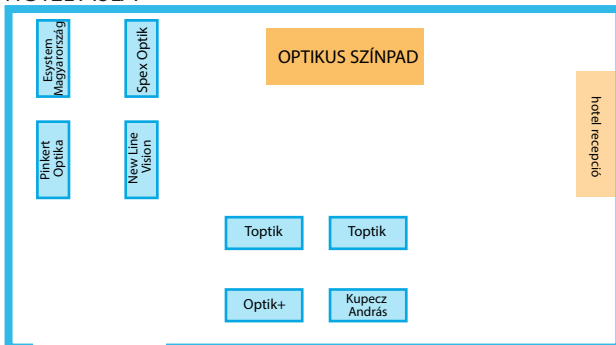 Esystem
Magyarország
Spex Optik
OPTIKUS SZÍNPAD
hotel recepció
Pinkert
Optika
New Line
Vision
Toptik
Toptik
Optik+
Kupecz
András